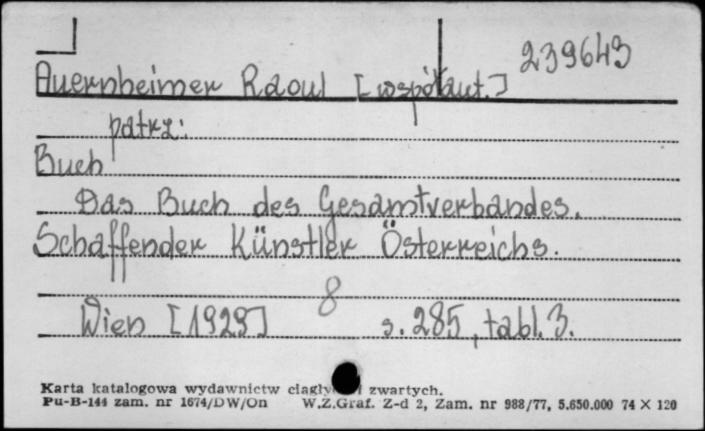 239643
Auernheimer Raoul [współaut.]
patrz:
Buch
Das Buch des Gesamtverbandes.
Schaffender Künstler Österreichs.
8
Wien [1929] s. 285, tabl. 3.
Karta katalogowa wydawnictw ciągły i zwartych.
Pu-B-144 zam. nr 1674/DW/On W.Z.Graf. Z-d 2, Zam. nr 988/77, 5.650.000 74 X 120